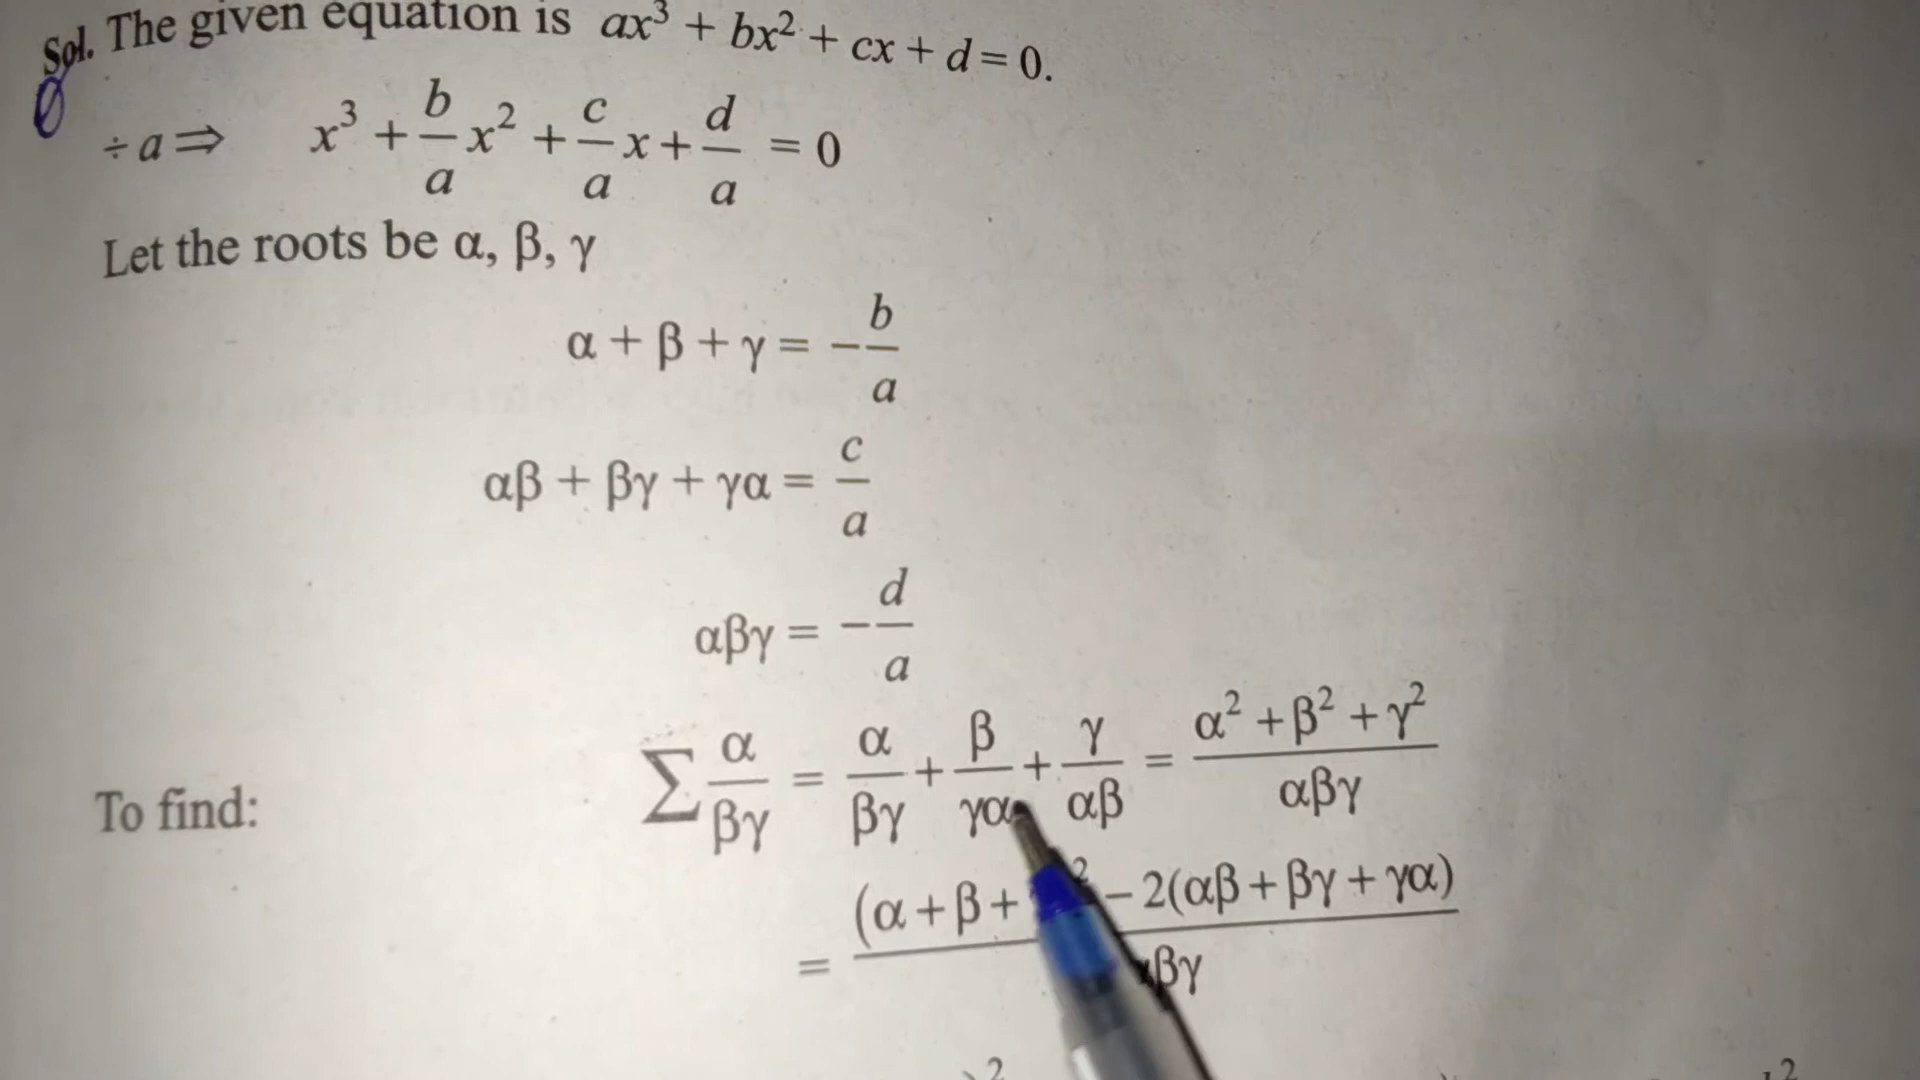 Sol. The given equation is ax³ + bx² + cx + d = 0.
÷ a ⇒ x³ + b/a x² + c/a x + d/a = 0
Let the roots be α, β, γ
α + β + γ = − b/a
αβ + βγ + γα = c/a
αβγ = − d/a
To find: ∑ α/βγ = α/βγ + β/γα + γ/αβ = α² + β² + γ² / αβγ
= (α + β + ² − 2(αβ + βγ + γα) / βγ